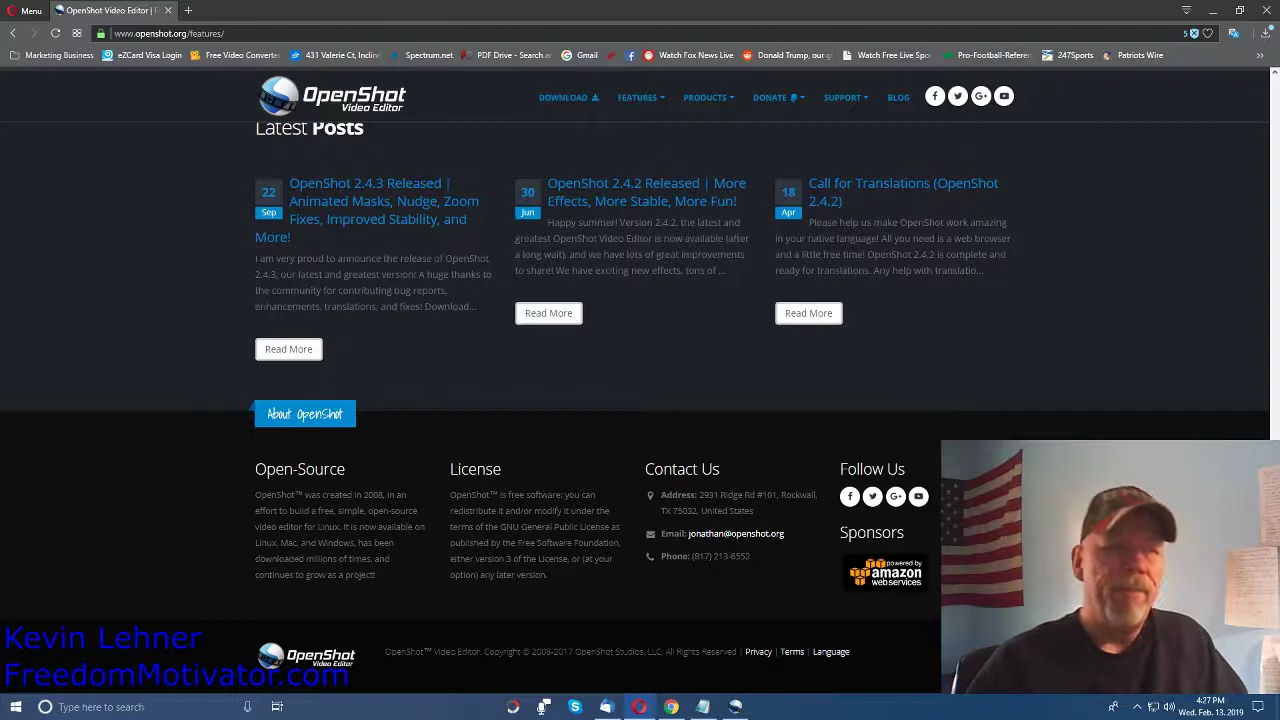 Menu
OpenShot Video Editor |
www.openshot.org/features/
5
Marketing Business
eZCard Visa Login
Free Video Converte
431 Valerie Ct, Inline
Spectrum.net
PDF Drive - Search an
Gmail
Watch Fox News Live
Donald Trump, our gr
Watch Free Live Spo
Pro-Football-Referen
247Sports
Patriots Wire
OpenShot
Video Editor
DOWNLOAD
FEATURES
PRODUCTS
DONATE
SUPPORT
BLOG
Latest Posts
22
Sep
OpenShot 2.4.3 Released |
Animated Masks, Nudge, Zoom
Fixes, Improved Stability, and
More!
I am very proud to announce the release of OpenShot
2.4.3, our latest and greatest version! A huge thanks to
the community for contributing bug reports,
enhancements, translations, and fixes! Download...
Read More
30
Jun
OpenShot 2.4.2 Released | More
Effects, More Stable, More Fun!
Happy summer! Version 2.4.2, the latest and
greatest OpenShot Video Editor is now available (after
a long wait), and we have lots of great improvements
to share! We have exciting new effects, tons of ...
Read More
18
Apr
Call for Translations (OpenShot
2.4.2)
Please help us make OpenShot work amazing
in your native language! All you need is a web browser
and a little free time! OpenShot 2.4.2 is complete and
ready for translations. Any help with translatio...
Read More
About OpenShot
Open-Source
OpenShot™ was created in 2008, in an
effort to build a free, simple, open-source
video editor for Linux. It is now available on
Linux, Mac, and Windows, has been
downloaded millions of times, and
continues to grow as a project!
License
OpenShot™ is free software: you can
redistribute it and/or modify it under the
terms of the GNU General Public License as
published by the Free Software Foundation,
either version 3 of the License, or (at your
option) any later version.
Contact Us
Address: 2931 Ridge Rd #101, Rockwall,
TX 75032, United States
Email: jonathan@openshot.org
Phone: (817) 213-6552
Follow Us
Sponsors
powered by
amazon
web services
Kevin Lehner
FreedomMotivator.com
OpenShot
Video Editor
OpenShot™ Video Editor. Copyright © 2008-2017 OpenShot Studios, LLC. All Rights Reserved | Privacy | Terms | Language
Type here to search
4:27 PM
Wed. Feb. 13, 2019